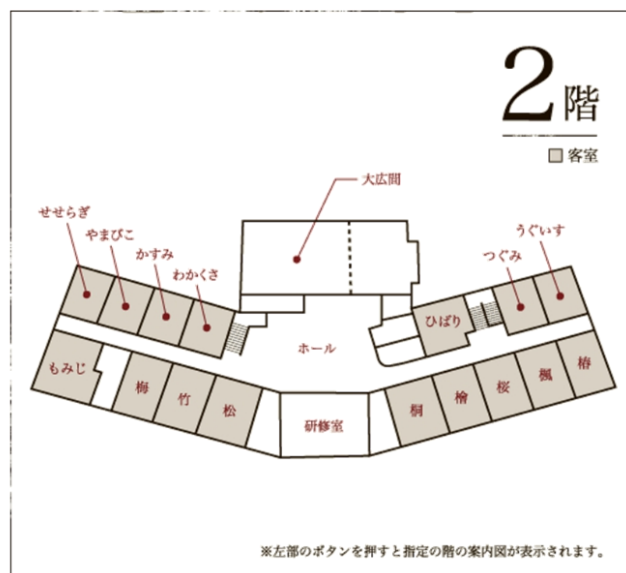 2階
客室
大広間
せせらぎ
やまびこ
かすみ
わかくさ
うぐいす
つぐみ
ひばり
ホール
もみじ
梅
竹
松
研修室
桐
檜
桜
楓
椿
※左部のボタンを押すと指定の階の案内図が表示されます。